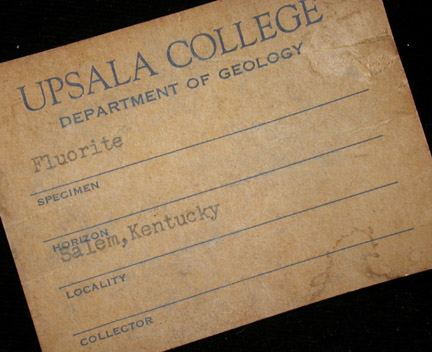 UPSALA COLLEGE
DEPARTMENT OF GEOLOGY
Fluorite
SPECIMEN
HORIZON
Salem,Kentucky
LOCALITY
COLLECTOR